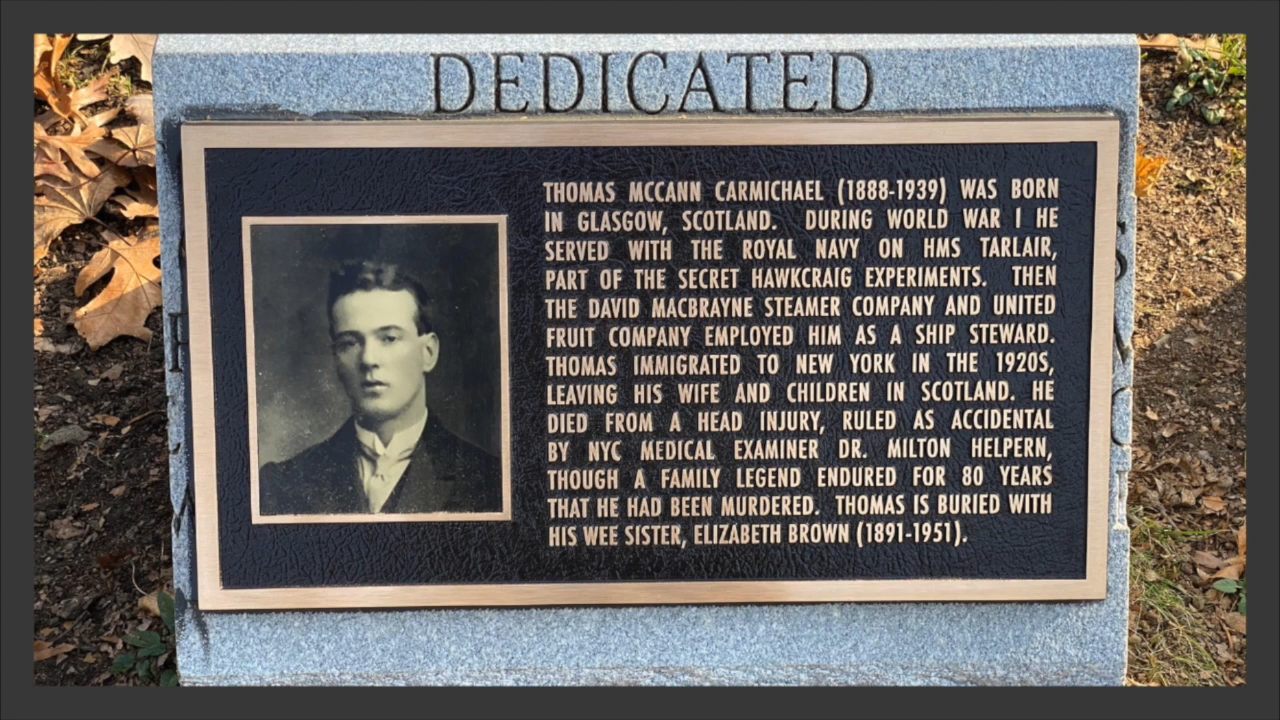 DEDICATED
THOMAS MCCANN CARMICHAEL (1888-1939) WAS BORN
IN GLASGOW, SCOTLAND. DURING WORLD WAR I HE
SERVED WITH THE ROYAL NAVY ON HMS TARLAIR,
PART OF THE SECRET HAWKCRAIG EXPERIMENTS. THEN
THE DAVID MACBRAYNE STEAMER COMPANY AND UNITED
FRUIT COMPANY EMPLOYED HIM AS A SHIP STEWARD.
THOMAS IMMIGRATED TO NEW YORK IN THE 1920S,
LEAVING HIS WIFE AND CHILDREN IN SCOTLAND. HE
DIED FROM A HEAD INJURY, RULED AS ACCIDENTAL
BY NYC MEDICAL EXAMINER DR. MILTON HELPERN,
THOUGH A FAMILY LEGEND ENDURED FOR 80 YEARS
THAT HE HAD BEEN MURDERED. THOMAS IS BURIED WITH
HIS WEE SISTER, ELIZABETH BROWN (1891-1951).